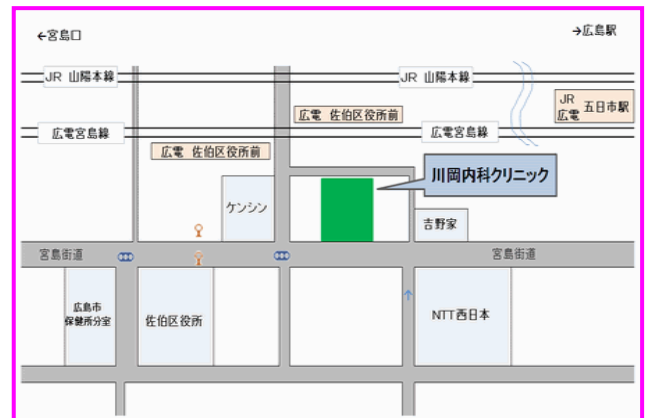 ←宮島口
→広島駅
JR 山陽本線
JR 山陽本線
広電 佐伯区役所前
JR
広電
五日市駅
広電宮島線
広電宮島線
広電 佐伯区役所前
川岡内科クリニック
ケンシン
吉野家
宮島街道
宮島街道
広島市
保健所分室
佐伯区役所
NTT西日本